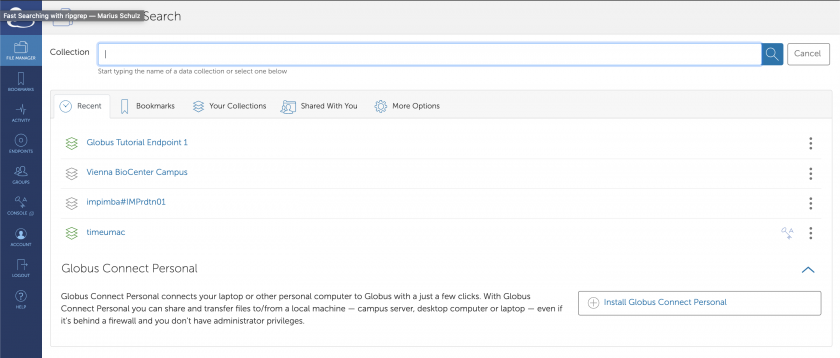 Fast Searching with ripgrep — Marius Schulz
Search
FILE MANAGER
BOOKMARKS
ACTIVITY
ENDPOINTS
GROUPS
CONSOLE
ACCOUNT
LOGOUT
HELP
Collection
Cancel
Start typing the name of a data collection or select one below
Recent
Bookmarks
Your Collections
Shared With You
More Options
Globus Tutorial Endpoint 1
Vienna BioCenter Campus
impimba#IMPrdtn01
timeumac
Globus Connect Personal
Globus Connect Personal connects your laptop or other personal computer to Globus with a just a few clicks. With Globus
Connect Personal you can share and transfer files to/from a local machine — campus server, desktop computer or laptop — even if
it's behind a firewall and you don't have administrator privileges.
Install Globus Connect Personal